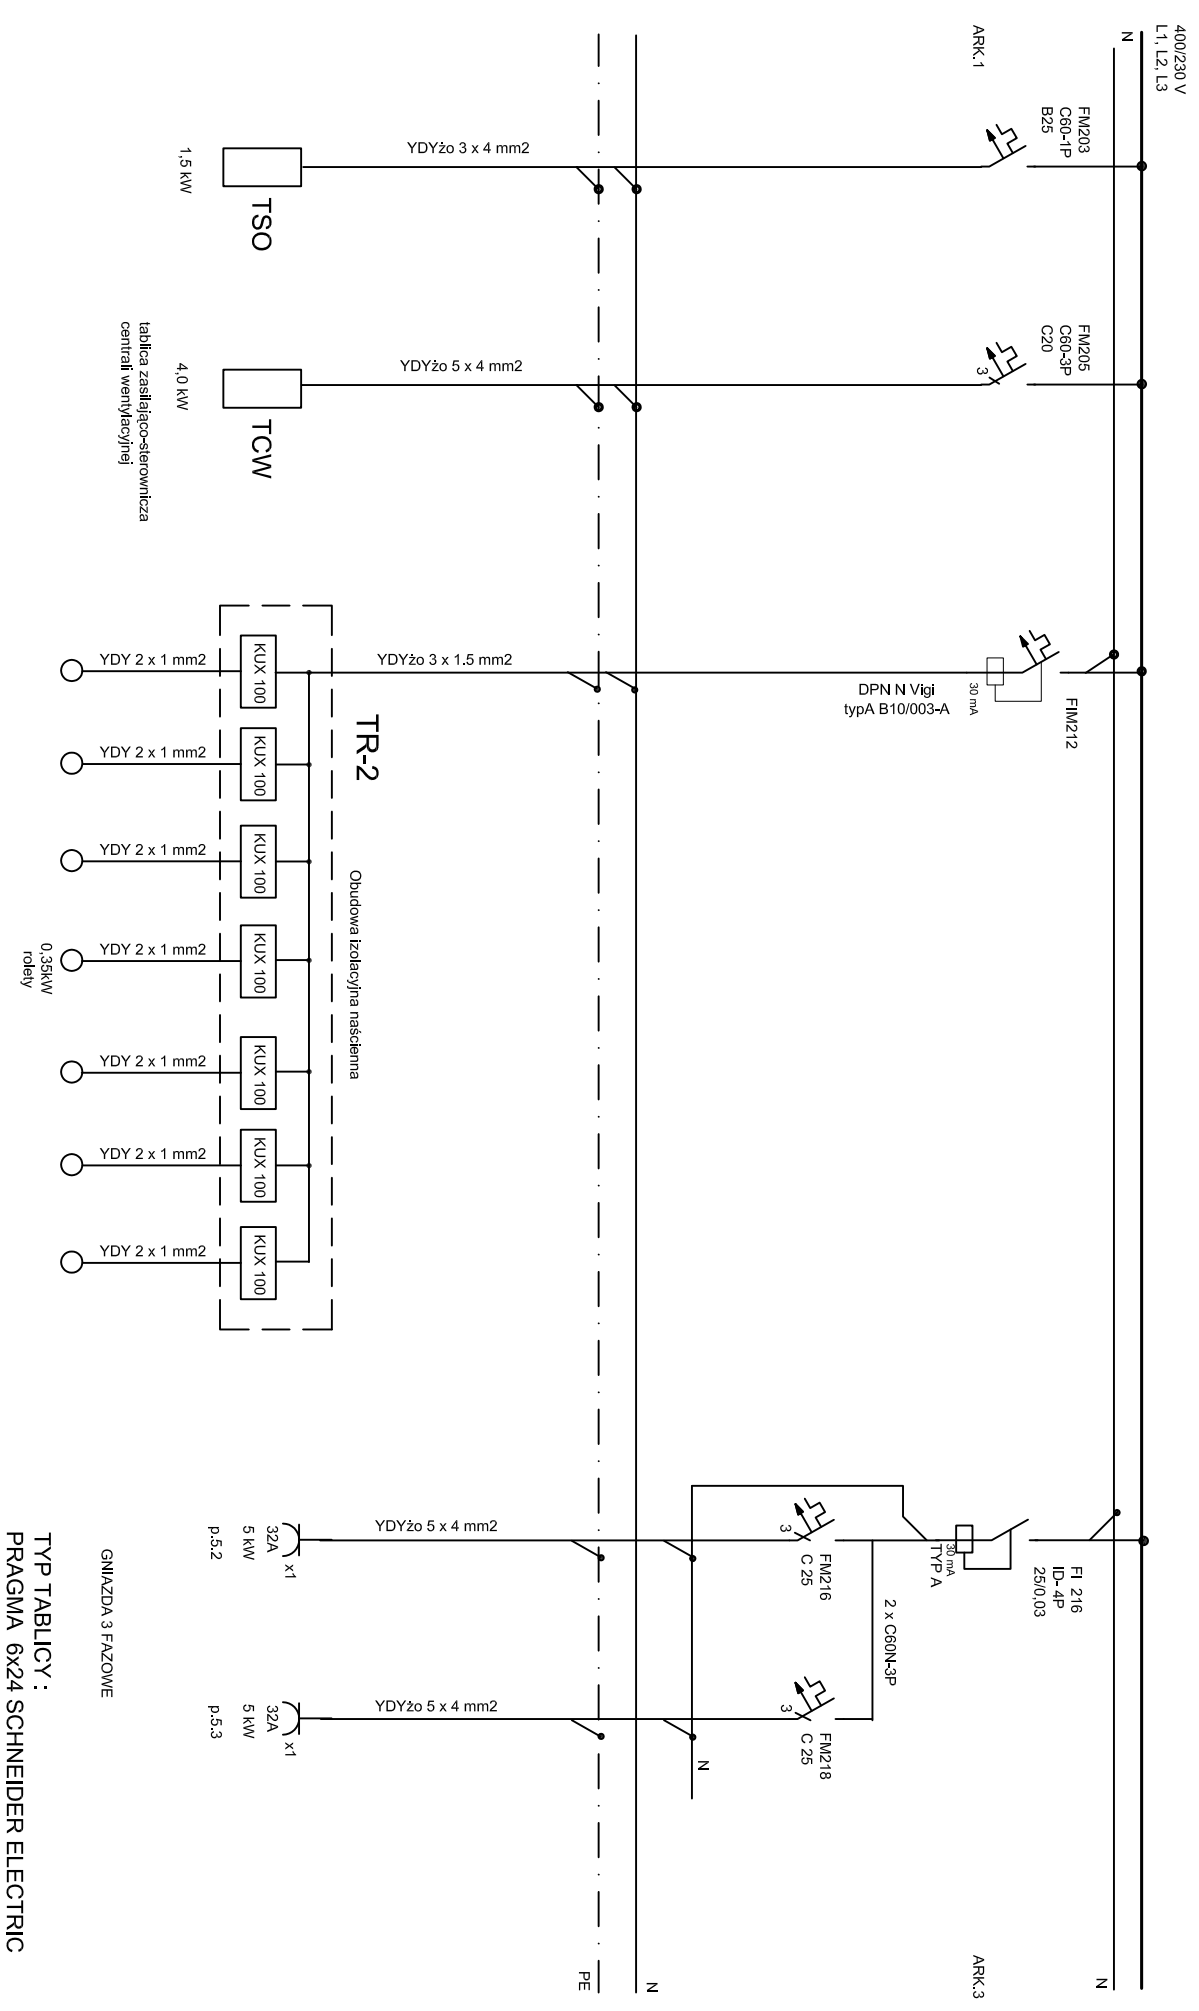 400/230 V
L1, L2, L3
N
ARK.1
FM203
C60-1P
B25
YDYżo 3 x 4 mm2
TSO
1,5 kW
FM205
C60-3P
C20
3
YDYżo 5 x 4 mm2
TCW
4,0 kW
tablica zasilająco-sterownicza
centrali wentylacyjnej
FIM212
30 mA
DPN N Vigi
typA B10/003-A
YDYżo 3 x 1.5 mm2
TR-2
Obudowa izolacyjna naścienna
KUX 100
KUX 100
KUX 100
KUX 100
KUX 100
KUX 100
KUX 100
YDY 2 x 1 mm2
YDY 2 x 1 mm2
YDY 2 x 1 mm2
YDY 2 x 1 mm2
YDY 2 x 1 mm2
YDY 2 x 1 mm2
YDY 2 x 1 mm2
0,35kW
rolety
FI 216
ID- 4P
25/0,03
30 mA
TYP A
2 x C60N-3P
FM216
C 25
3
YDYżo 5 x 4 mm2
x1
32A
5 kW
p.5.2
FM218
C 25
3
N
YDYżo 5 x 4 mm2
x1
32A
5 kW
p.5.3
GNIAZDA 3 FAZOWE
N
ARK.3
N
PE
TYP TABLICY :
PRAGMA 6x24 SCHNEIDER ELECTRIC